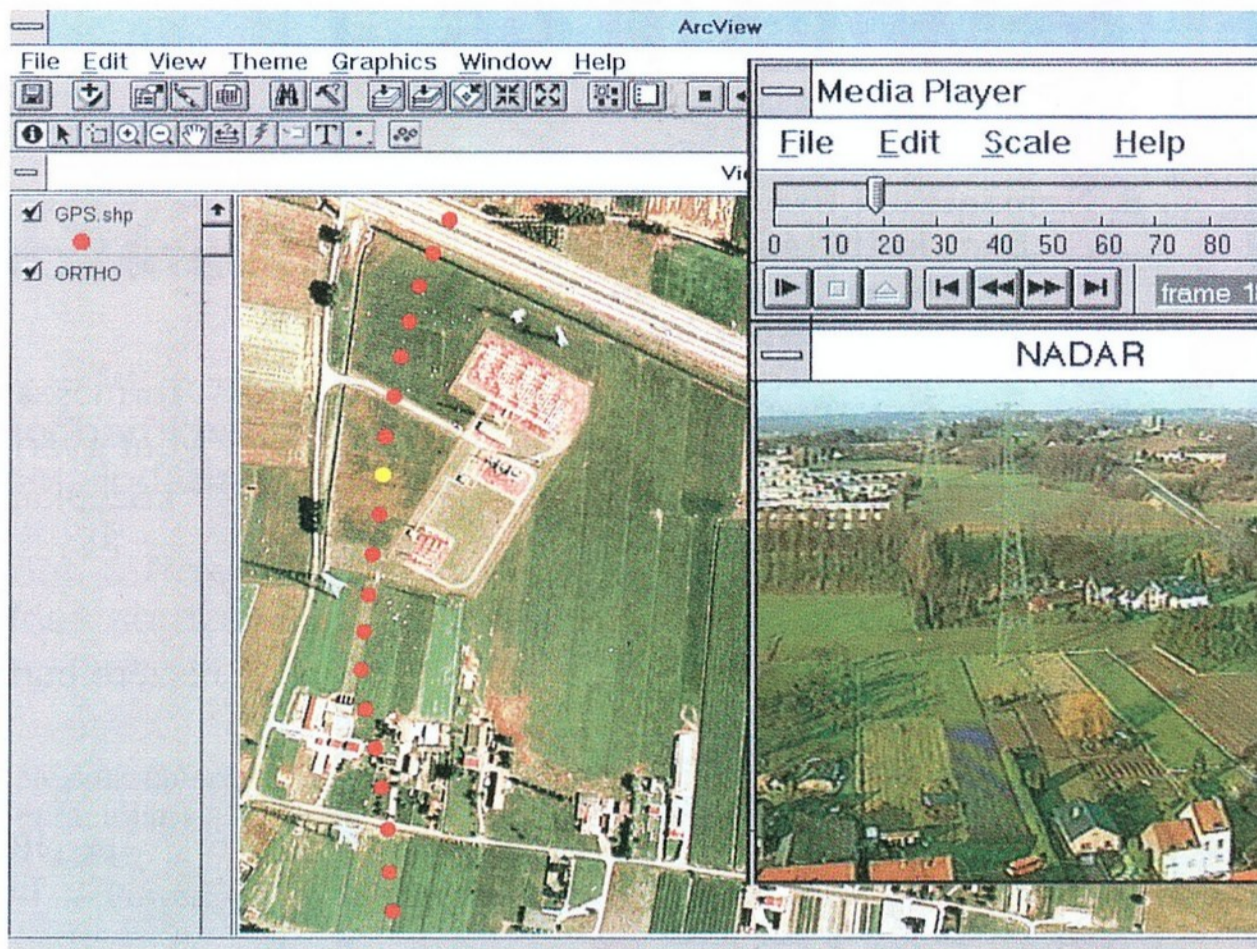 ArcView
File Edit View Theme Graphics Window Help
Media Player
File Edit Scale Help
0 10 20 30 40 50 60 70 80
frame
NADAR
GPS.shp
ORTHO
T